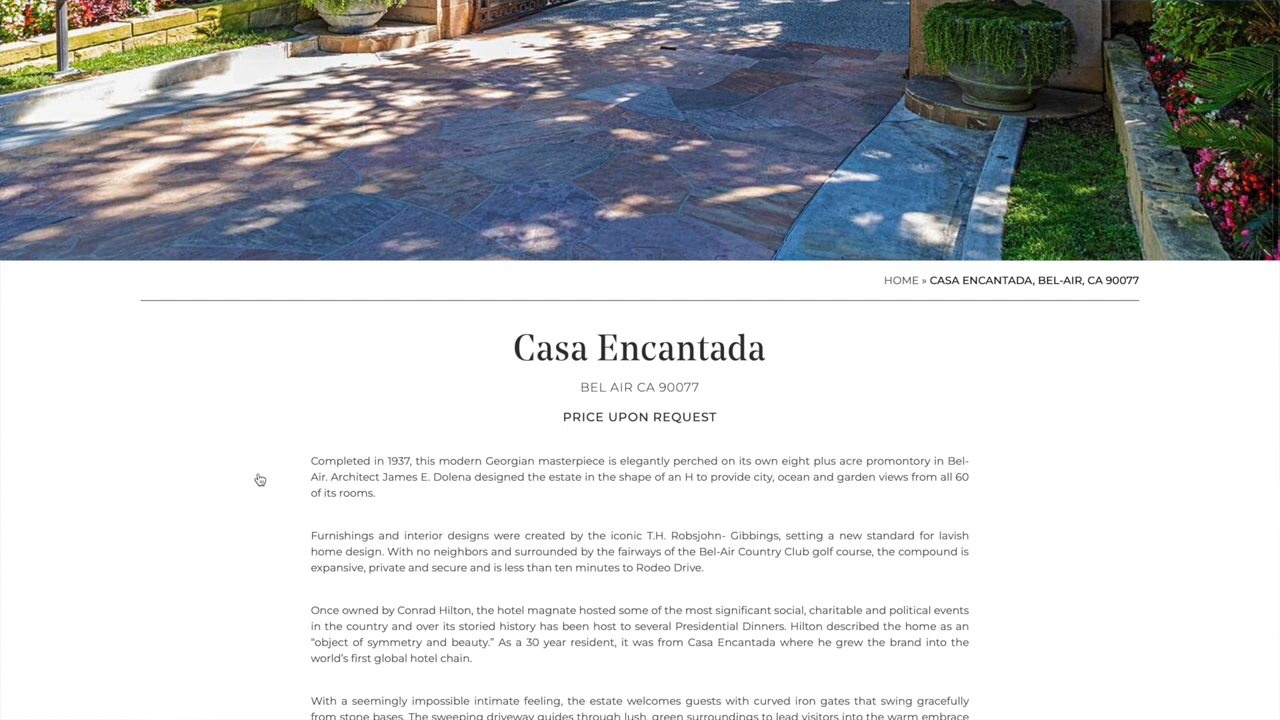 HOME » CASA ENCANTADA, BEL-AIR, CA 90077
Casa Encantada
BEL AIR CA 90077
PRICE UPON REQUEST
Completed in 1937, this modern Georgian masterpiece is elegantly perched on its own eight plus acre promontory in Bel-
Air. Architect James E. Dolena designed the estate in the shape of an H to provide city, ocean and garden views from all 60
of its rooms.
Furnishings and interior designs were created by the iconic T.H. Robsjohn- Gibbings, setting a new standard for lavish
home design. With no neighbors and surrounded by the fairways of the Bel-Air Country Club golf course, the compound is
expansive, private and secure and is less than ten minutes to Rodeo Drive.
Once owned by Conrad Hilton, the hotel magnate hosted some of the most significant social, charitable and political events
in the country and over its storied history has been host to several Presidential Dinners. Hilton described the home as an
“object of symmetry and beauty.” As a 30 year resident, it was from Casa Encantada where he grew the brand into the
world’s first global hotel chain.
With a seemingly impossible intimate feeling, the estate welcomes guests with curved iron gates that swing gracefully
from stone bases. The sweeping driveway guides through lush, green surroundings to lead visitors into the warm embrace